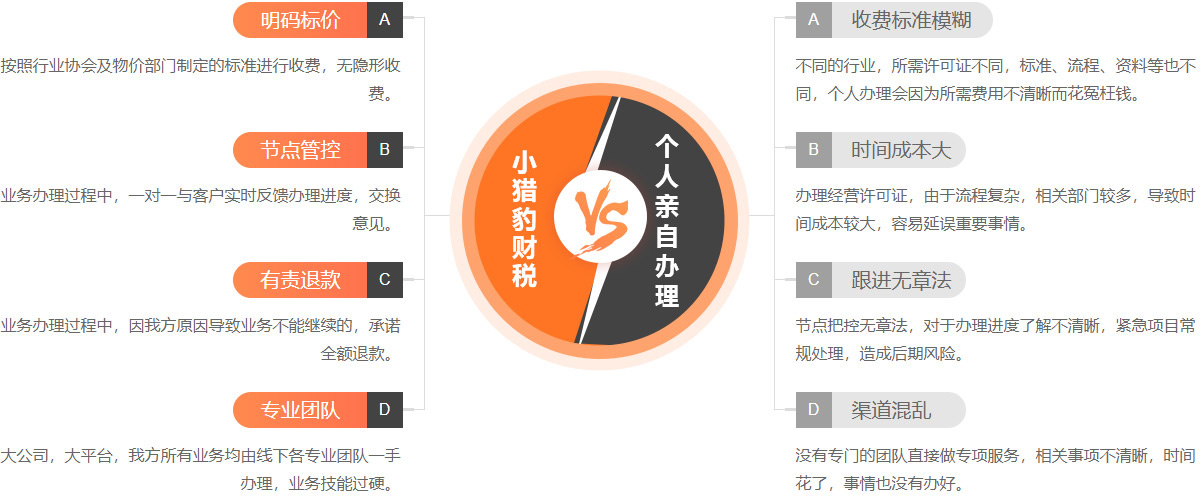 明码标价 A
按照行业协会及物价部门制定的标准进行收费，无隐形收
费。
节点管控 B
业务办理过程中，一对一与客户实时反馈办理进度，交换
意见。
有责退款 C
业务办理过程中，因我方原因导致业务不能继续的，承诺
全额退款。
专业团队 D
大公司，大平台，我方所有业务均由线下各专业团队一手
办理，业务技能过硬。
小猎豹财税
VS
个人亲自办理
A 收费标准模糊
不同的行业，所需许可证不同，标准、流程、资料等也不
同，个人办理会因为所需费用不清晰而花冤枉钱。
B 时间成本大
办理经营许可证，由于流程复杂，相关部门较多，导致时
间成本较大，容易延误重要事情。
C 跟进无章法
节点把控无章法，对于办理进度了解不清晰，紧急项目常
规处理，造成后期风险。
D 渠道混乱
没有专门的团队直接做专项服务，相关事项不清晰，时间
花了，事情也没有办好。